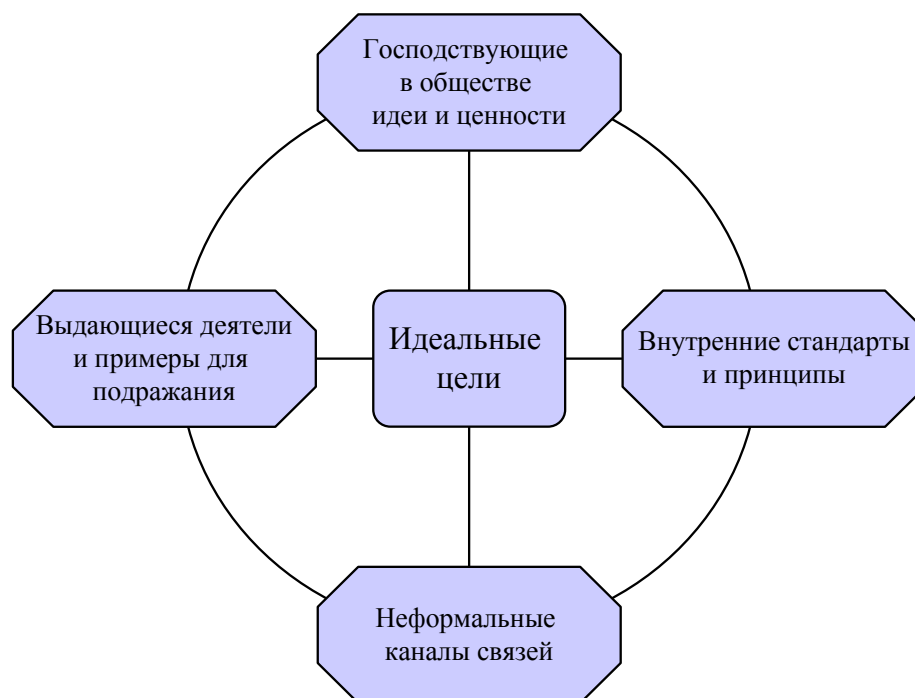 Господствующие
в обществе
идеи и ценности
Выдающиеся деятели
и примеры для
подражания
Идеальные
цели
Внутренние стандарты
и принципы
Неформальные
каналы связей